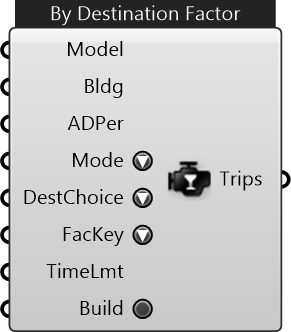 By Destination Factor
Model
Bldg
ADPer
Mode
DestChoice
FacKey
TimeLmt
Build
Trips